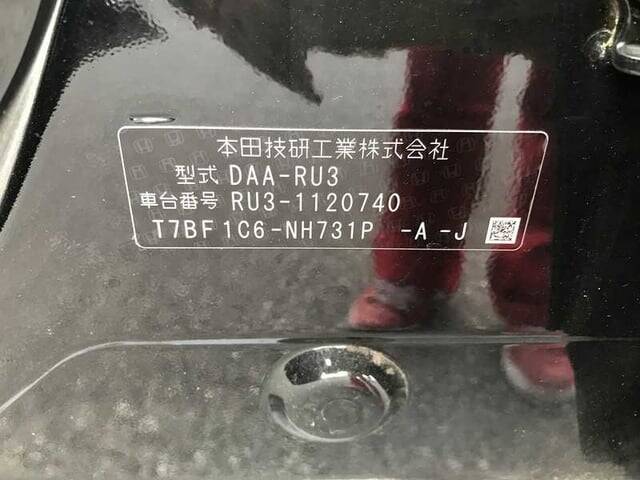 本田技研工業株式会社
型式 DAA-RU3
車台番号 RU3-1120740
T7BF1C6-NH731P -A-J